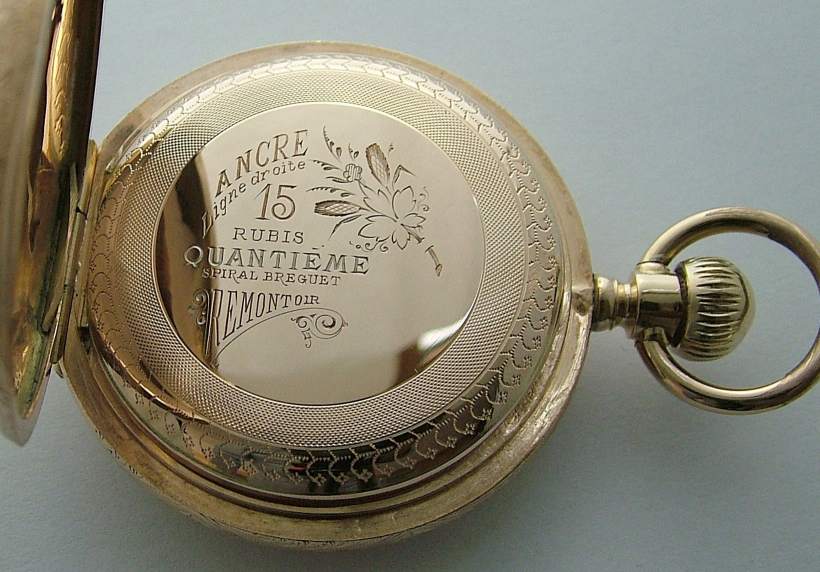 ANCRE
Ligne droite
15
RUBIS
QUANTIÈME
SPIRAL BREGUET
REMONTOIR